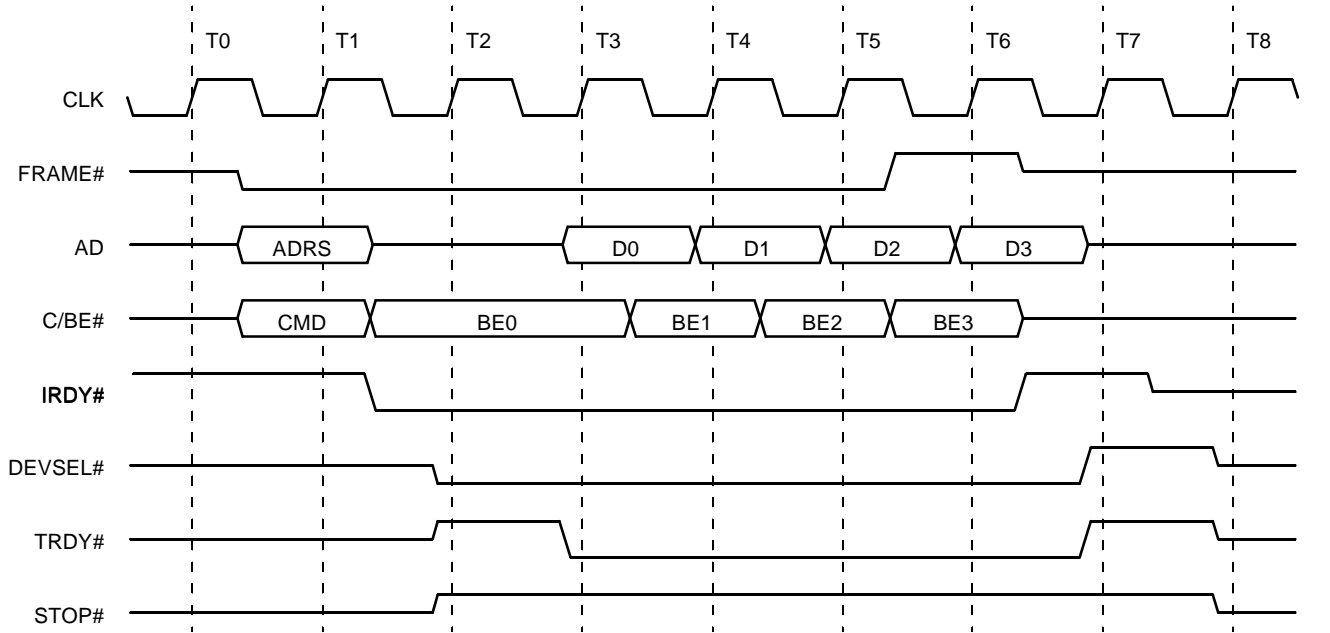 T0 T1 T2 T3 T4 T5 T6 T7 T8
CLK
FRAME#
AD ADRS D0 D1 D2 D3
C/BE# CMD BE0 BE1 BE2 BE3
IRDY#
DEVSEL#
TRDY#
STOP#